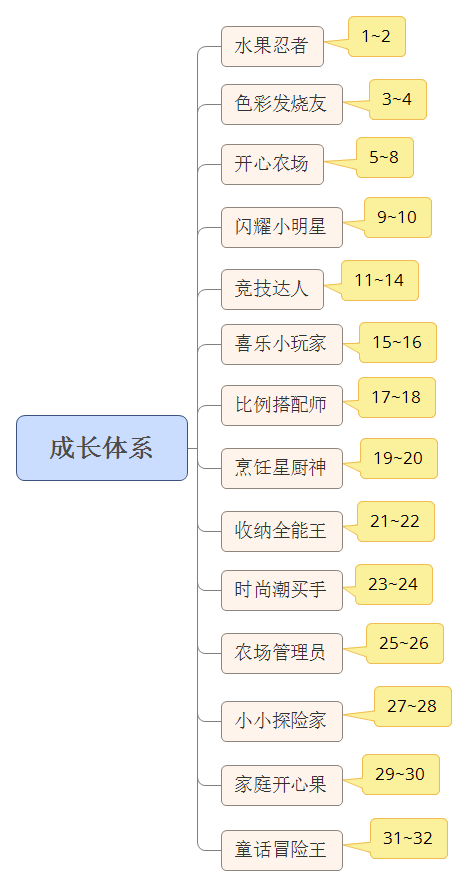 成长体系
水果忍者
1~2
色彩发烧友
3~4
开心农场
5~8
闪耀小明星
9~10
竞技达人
11~14
喜乐小玩家
15~16
比例搭配师
17~18
烹饪星厨神
19~20
收纳全能王
21~22
时尚潮买手
23~24
农场管理员
25~26
小小探险家
27~28
家庭开心果
29~30
童话冒险王
31~32